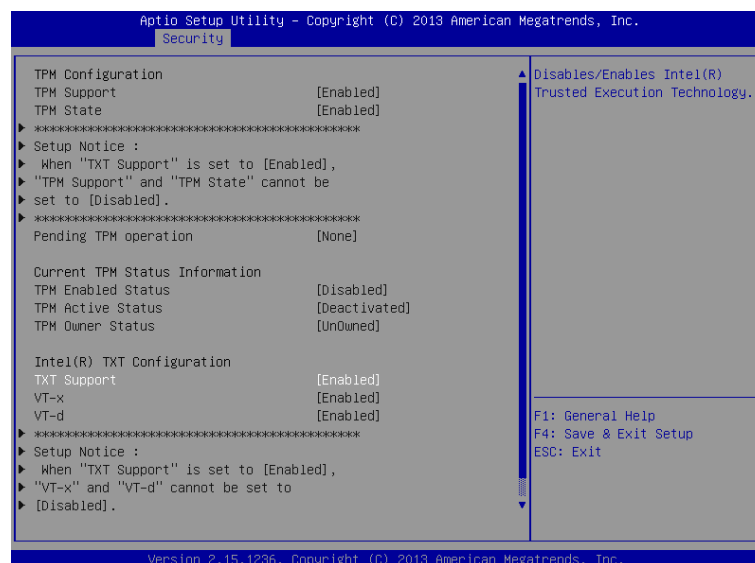 Aptio Setup Utility – Copyright (C) 2013 American Megatrends, Inc.
Security
TPM Configuration
TPM Support [Enabled]
TPM State [Enabled]
**********************************************
Setup Notice :
When "TXT Support" is set to [Enabled],
"TPM Support" and "TPM State" cannot be
set to [Disabled].
**********************************************
Pending TPM operation [None]
Current TPM Status Information
TPM Enabled Status [Disabled]
TPM Active Status [Deactivated]
TPM Owner Status [UnOwned]
Intel(R) TXT Configuration
TXT Support [Enabled]
VT-x [Enabled]
VT-d [Enabled]
**********************************************
Setup Notice :
When "TXT Support" is set to [Enabled],
"VT-x" and "VT-d" cannot be set to
[Disabled].
Disables/Enables Intel(R)
Trusted Execution Technology.
F1: General Help
F4: Save & Exit Setup
ESC: Exit
Version 2.15.1236. Copyright (C) 2013 American Megatrends, Inc.